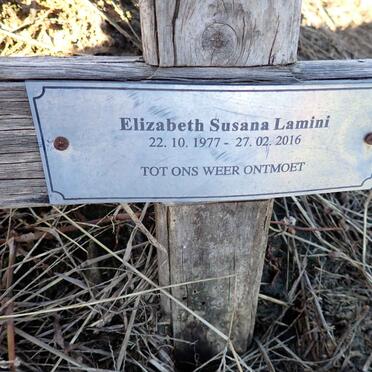 Elizabeth Susana Lamini
22. 10. 1977 - 27. 02. 2016
TOT ONS WEER ONTMOET